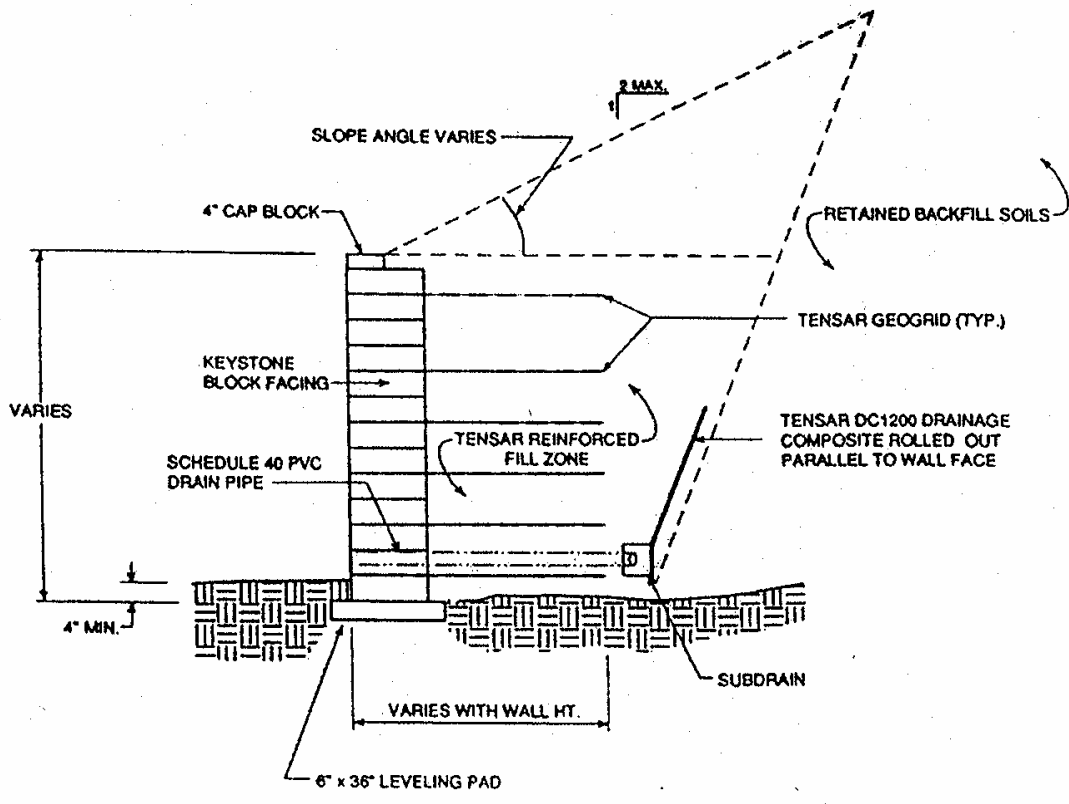 2 MAX.
1
SLOPE ANGLE VARIES
4" CAP BLOCK
RETAINED BACKFILL SOILS
TENSAR GEOGRID (TYP.)
KEYSTONE
BLOCK FACING
VARIES
TENSAR DC1200 DRAINAGE
COMPOSITE ROLLED OUT
PARALLEL TO WALL FACE
TENSAR REINFORCED
FILL ZONE
SCHEDULE 40 PVC
DRAIN PIPE
4" MIN.
SUBDRAIN
VARIES WITH WALL HT.
6" x 36" LEVELING PAD